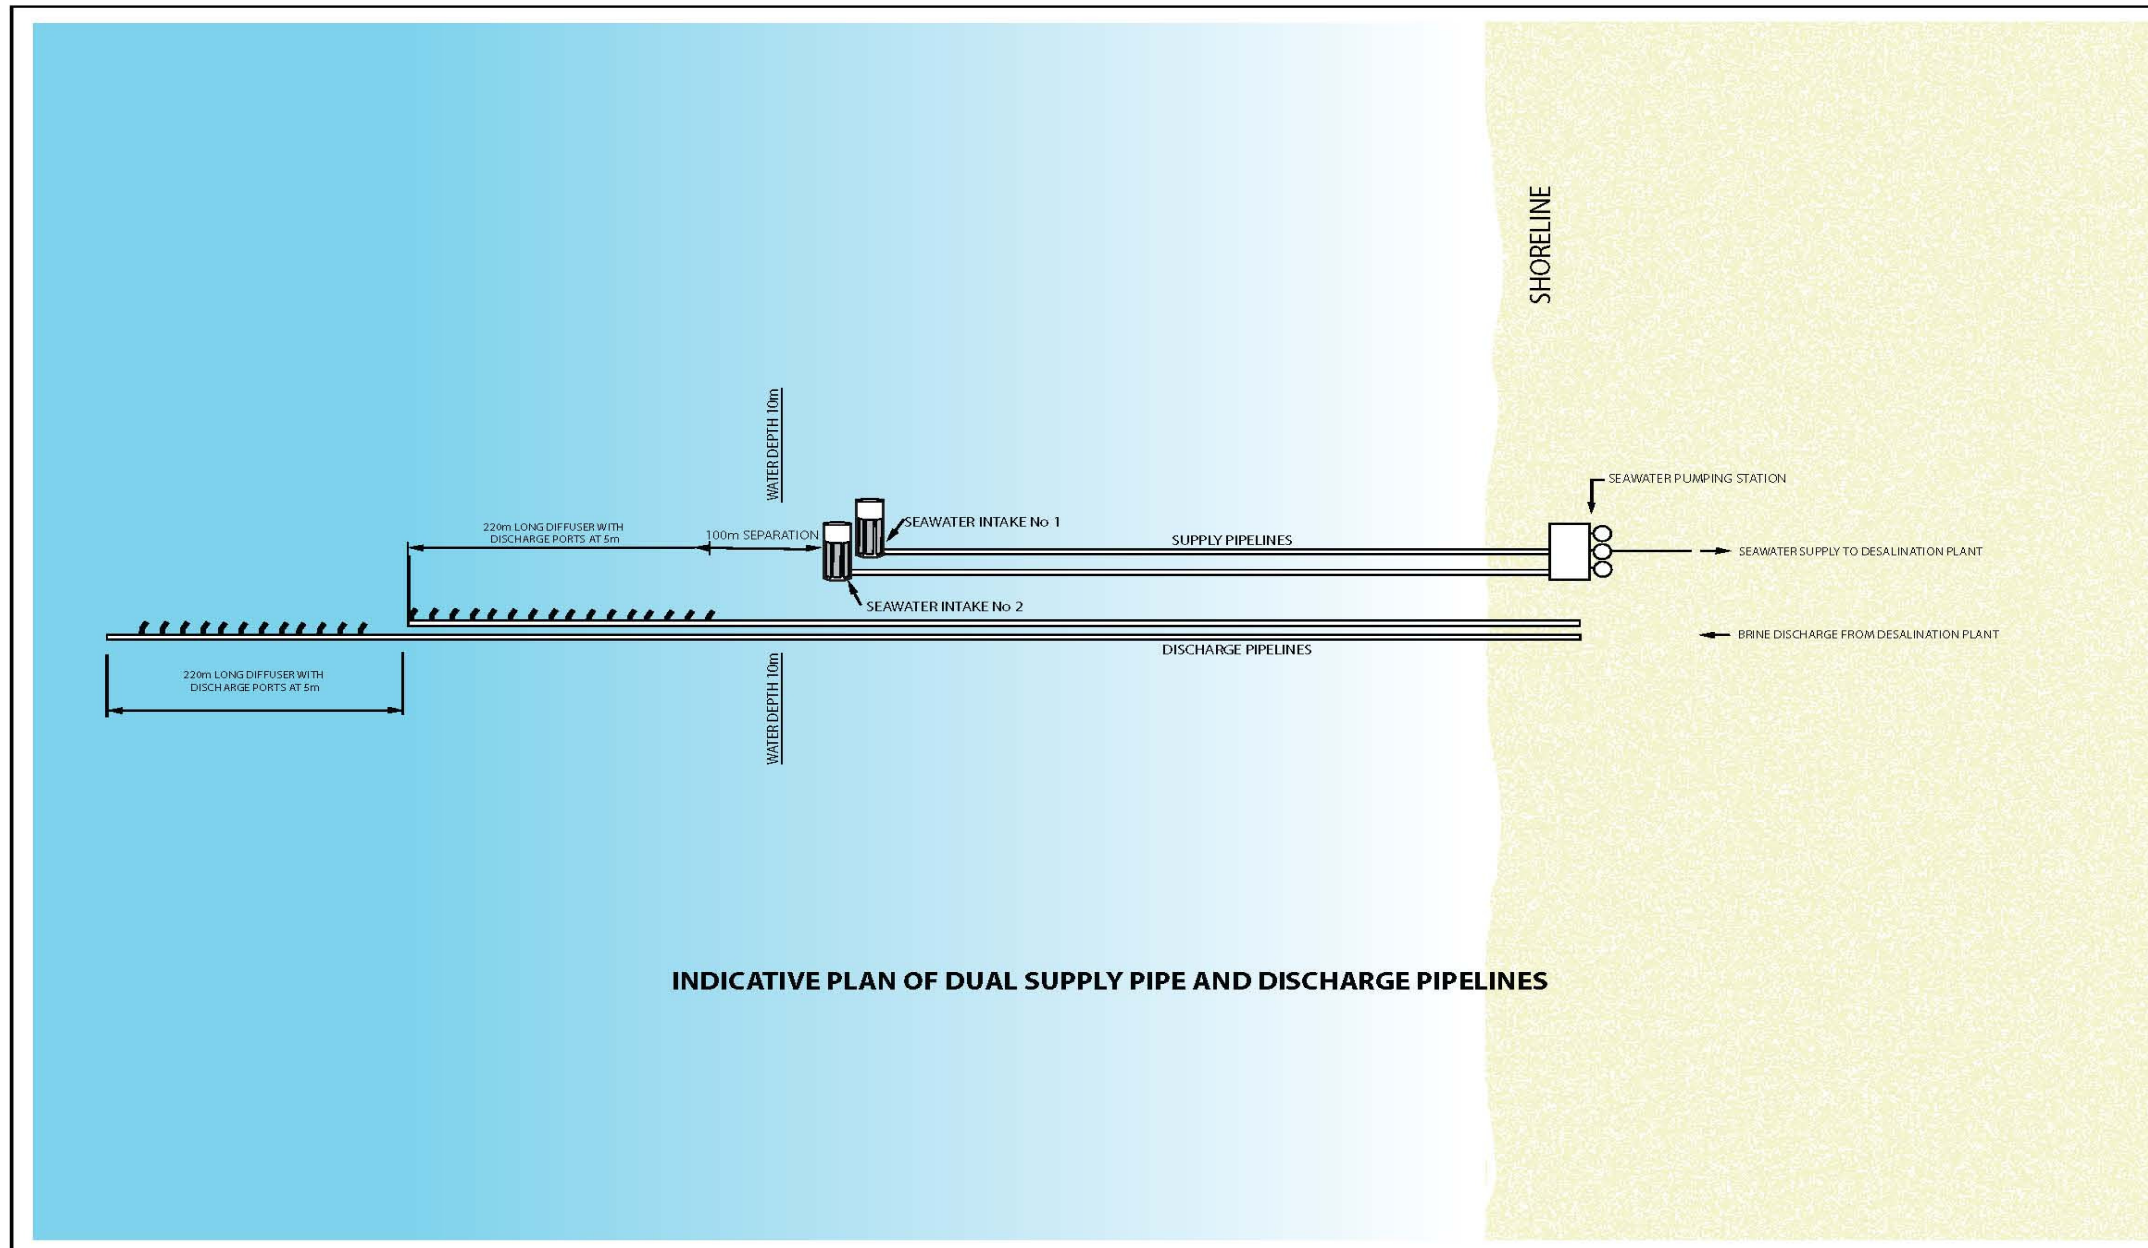 SHORELINE
WATER DEPTH 10m
SEAWATER PUMPING STATION
220m LONG DIFFUSER WITH
DISCHARGE PORTS AT 5m
100m SEPARATION
SEAWATER INTAKE No 1
SUPPLY PIPELINES
SEAWATER SUPPLY TO DESALINATION PLANT
SEAWATER INTAKE No 2
BRINE DISCHARGE FROM DESALINATION PLANT
DISCHARGE PIPELINES
220m LONG DIFFUSER WITH
DISCHARGE PORTS AT 5m
WATER DEPTH 10m
INDICATIVE PLAN OF DUAL SUPPLY PIPE AND DISCHARGE PIPELINES